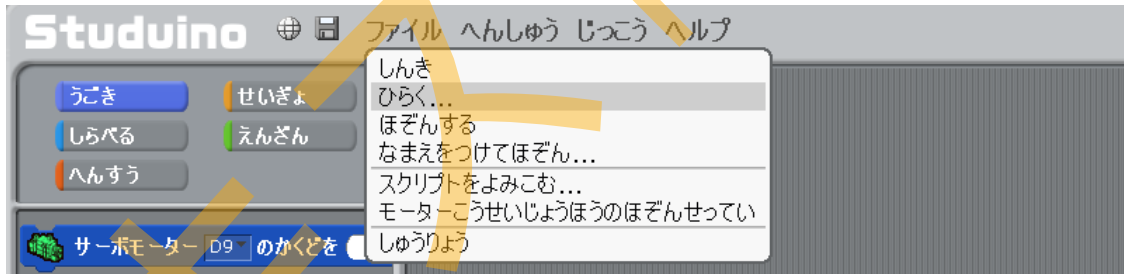 Studuino ファイル へんしゅう じっこう ヘルプ
しんき
ひらく...
ほぞんする
なまえをつけてほぞん...
スクリプトをよみこむ...
モーターこうせいじょうほうのほぞんせってい
しゅうりょう
うごき せいぎょ
しらべる えんざん
へんすう
サーボモーター D9 のかくどを